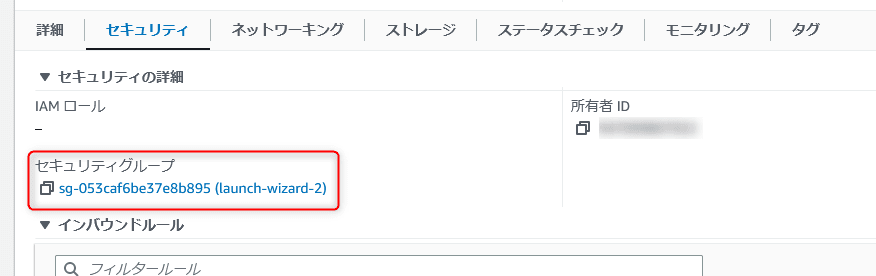 詳細 セキュリティ ネットワーキング ストレージ ステータスチェック モニタリング タグ
▼ セキュリティの詳細
IAM ロール
–
所有者 ID
セキュリティグループ
sg-053caf6be37e8b895 (launch-wizard-2)
▼ インバウンドルール
フィルタールール